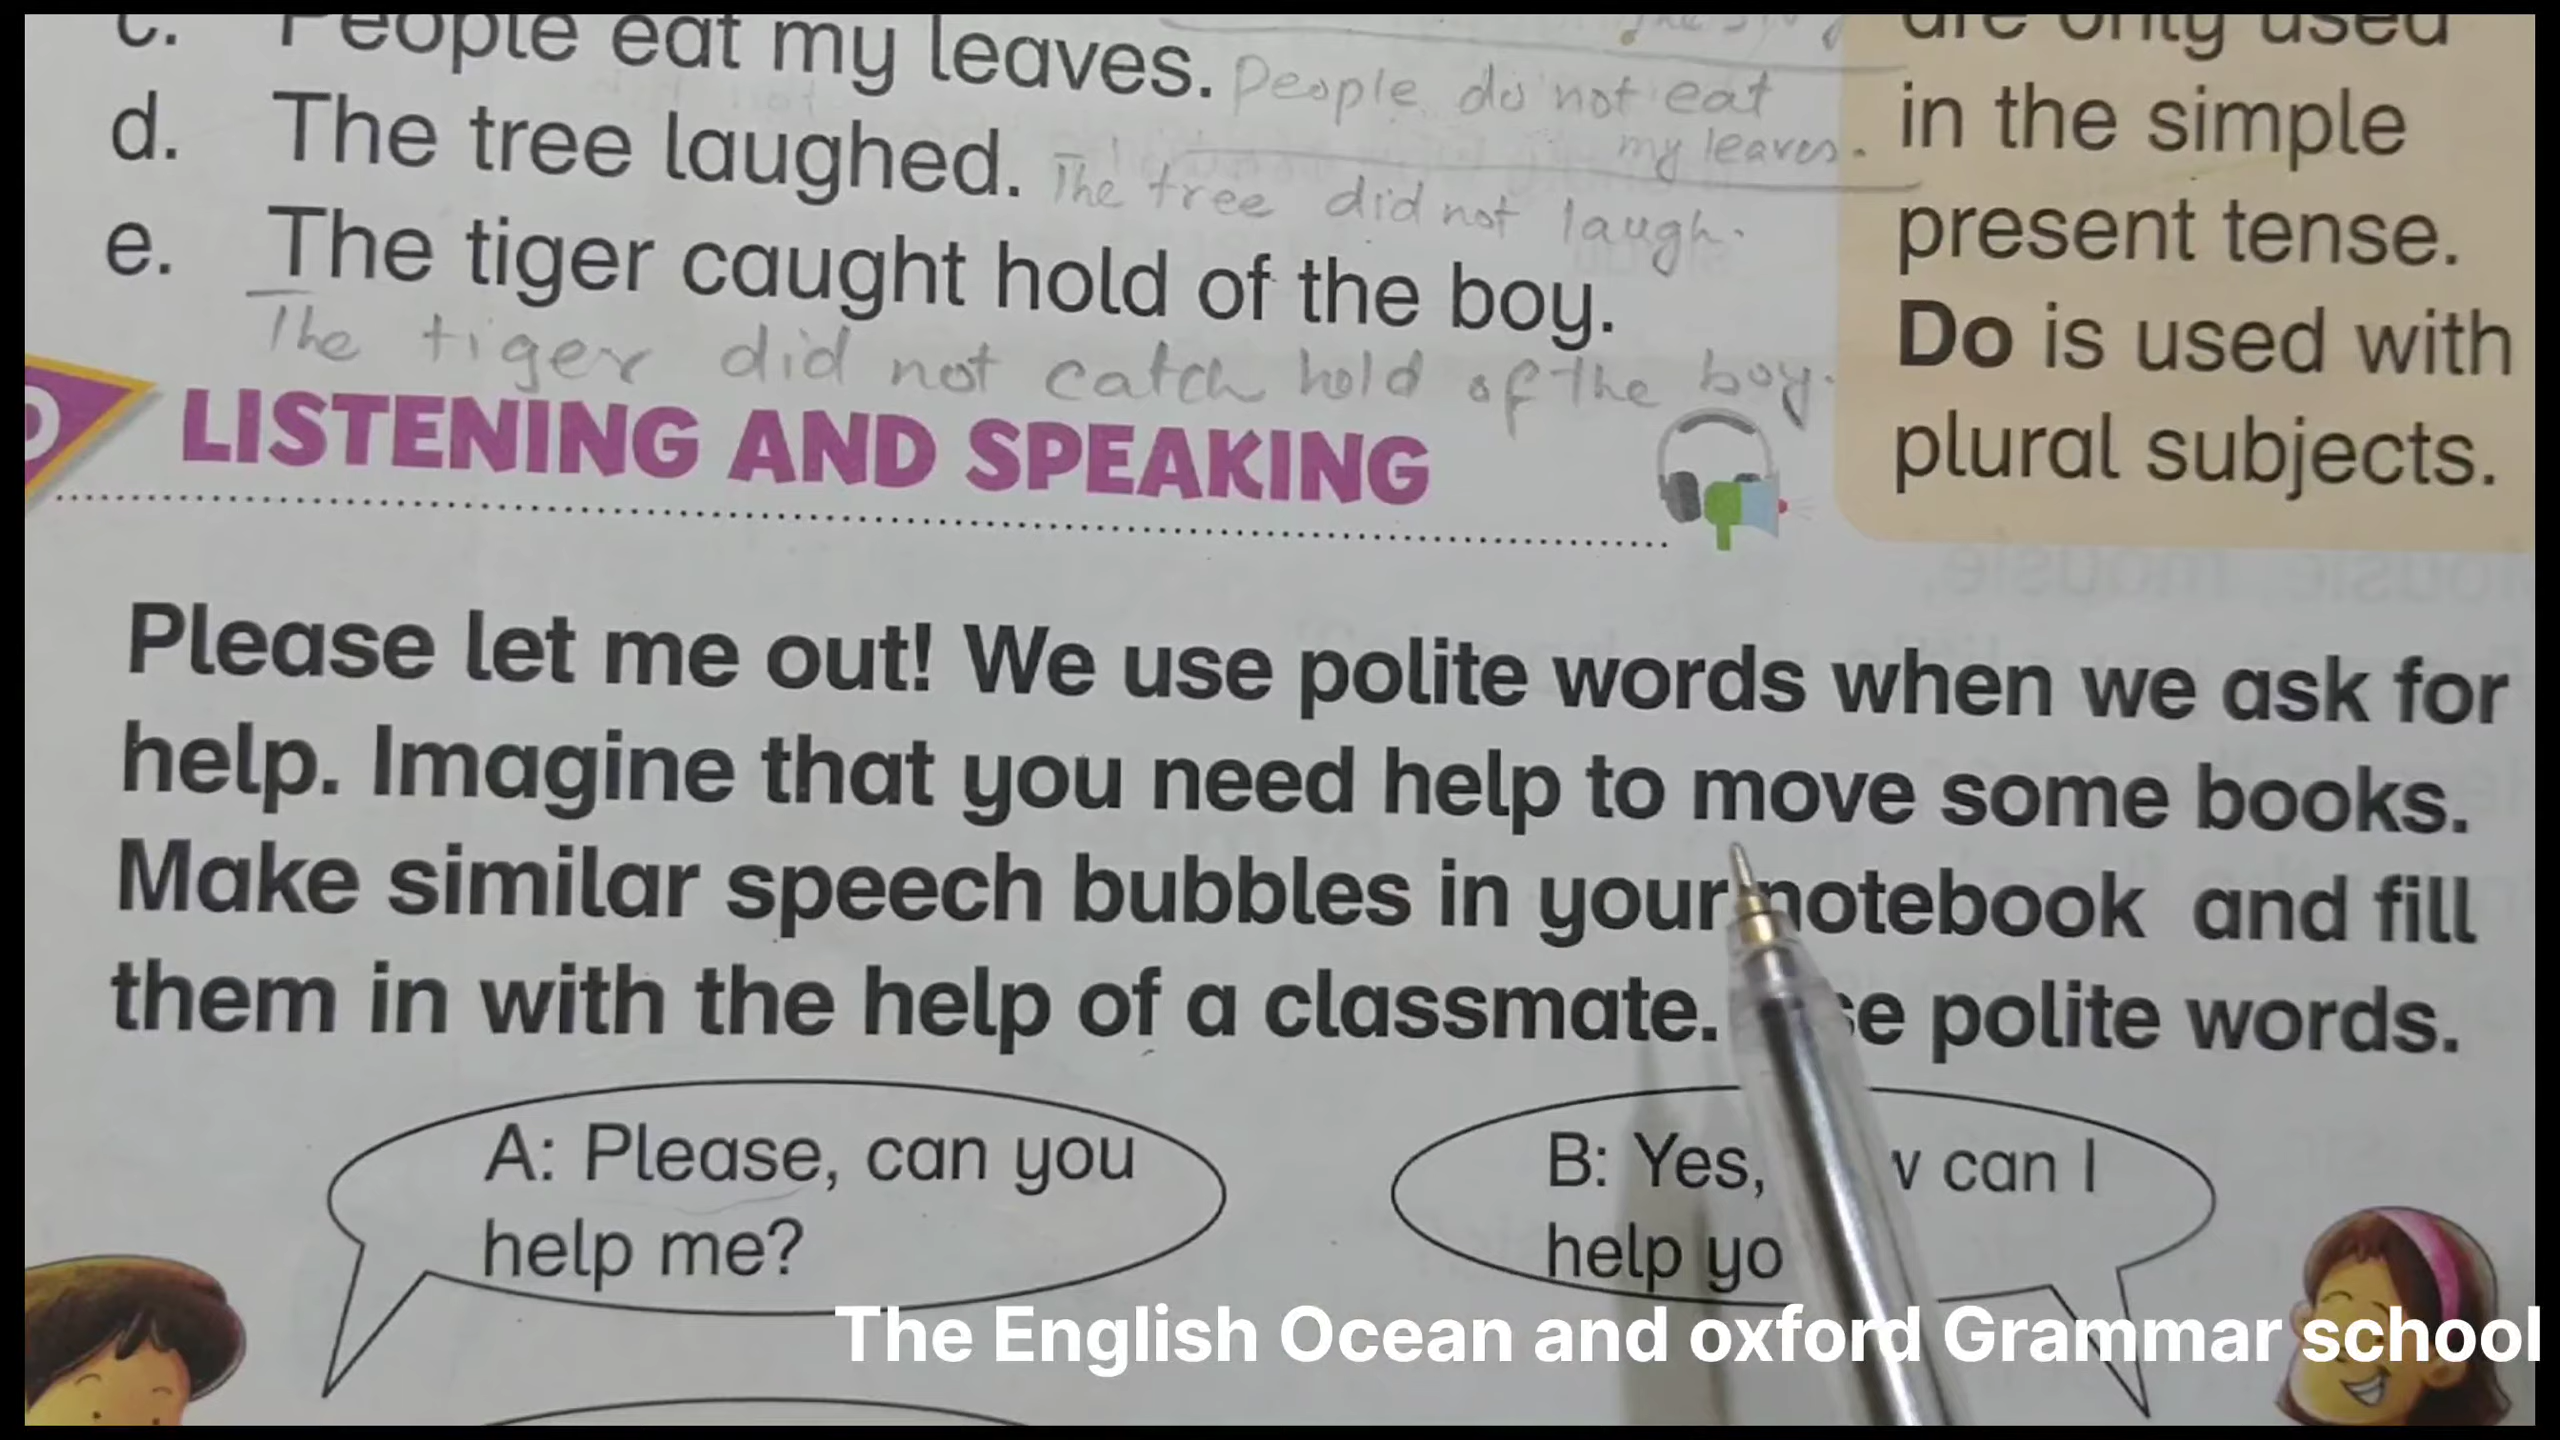 c. People eat my leaves.
People do not eat
my leaves.
d. The tree laughed.
The tree did not laugh.
e. The tiger caught hold of the boy.
The tiger did not catch hold of the boy.
are only used
in the simple
present tense.
Do is used with
plural subjects.
LISTENING AND SPEAKING
Please let me out! We use polite words when we ask for
help. Imagine that you need help to move some books.
Make similar speech bubbles in your notebook and fill
them in with the help of a classmate. polite words.
A: Please, can you
help me?
B: Yes, can I
help
The English Ocean and oxford Grammar school